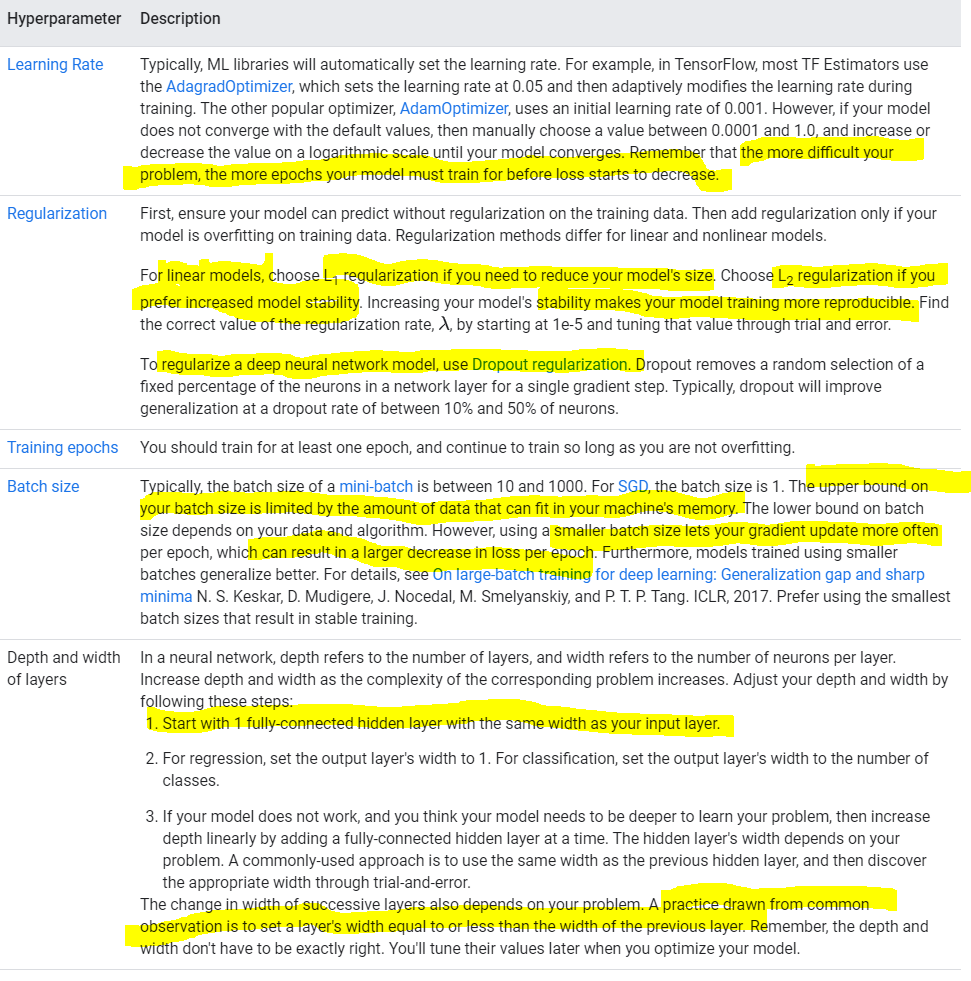 Hyperparameter Description
Learning Rate Typically, ML libraries will automatically set the learning rate. For example, in TensorFlow, most TF Estimators use
the AdagradOptimizer, which sets the learning rate at 0.05 and then adaptively modifies the learning rate during
training. The other popular optimizer, AdamOptimizer, uses an initial learning rate of 0.001. However, if your model
does not converge with the default values, then manually choose a value between 0.0001 and 1.0, and increase or
decrease the value on a logarithmic scale until your model converges. Remember that the more difficult your
problem, the more epochs your model must train for before loss starts to decrease.
Regularization First, ensure your model can predict without regularization on the training data. Then add regularization only if your
model is overfitting on training data. Regularization methods differ for linear and nonlinear models.
For linear models, choose L₁ regularization if you need to reduce your model's size. Choose L₂ regularization if you
prefer increased model stability. Increasing your model's stability makes your model training more reproducible. Find
the correct value of the regularization rate, λ, by starting at 1e-5 and tuning that value through trial and error.
To regularize a deep neural network model, use Dropout regularization. Dropout removes a random selection of a
fixed percentage of the neurons in a network layer for a single gradient step. Typically, dropout will improve
generalization at a dropout rate of between 10% and 50% of neurons.
Training epochs You should train for at least one epoch, and continue to train so long as you are not overfitting.
Batch size Typically, the batch size of a mini-batch is between 10 and 1000. For SGD, the batch size is 1. The upper bound on
your batch size is limited by the amount of data that can fit in your machine's memory. The lower bound on batch
size depends on your data and algorithm. However, using a smaller batch size lets your gradient update more often
per epoch, which can result in a larger decrease in loss per epoch. Furthermore, models trained using smaller
batches generalize better. For details, see On large-batch training for deep learning: Generalization gap and sharp
minima N. S. Keskar, D. Mudigere, J. Nocedal, M. Smelyanskiy, and P. T. P. Tang. ICLR, 2017. Prefer using the smallest
batch sizes that result in stable training.
Depth and width In a neural network, depth refers to the number of layers, and width refers to the number of neurons per layer.
of layers Increase depth and width as the complexity of the corresponding problem increases. Adjust your depth and width by
following these steps:
1. Start with 1 fully-connected hidden layer with the same width as your input layer.
2. For regression, set the output layer's width to 1. For classification, set the output layer's width to the number of
classes.
3. If your model does not work, and you think your model needs to be deeper to learn your problem, then increase
depth linearly by adding a fully-connected hidden layer at a time. The hidden layer's width depends on your
problem. A commonly-used approach is to use the same width as the previous hidden layer, and then discover
the appropriate width through trial-and-error.
The change in width of successive layers also depends on your problem. A practice drawn from common
observation is to set a layer's width equal to or less than the width of the previous layer. Remember, the depth and
width don't have to be exactly right. You'll tune their values later when you optimize your model.